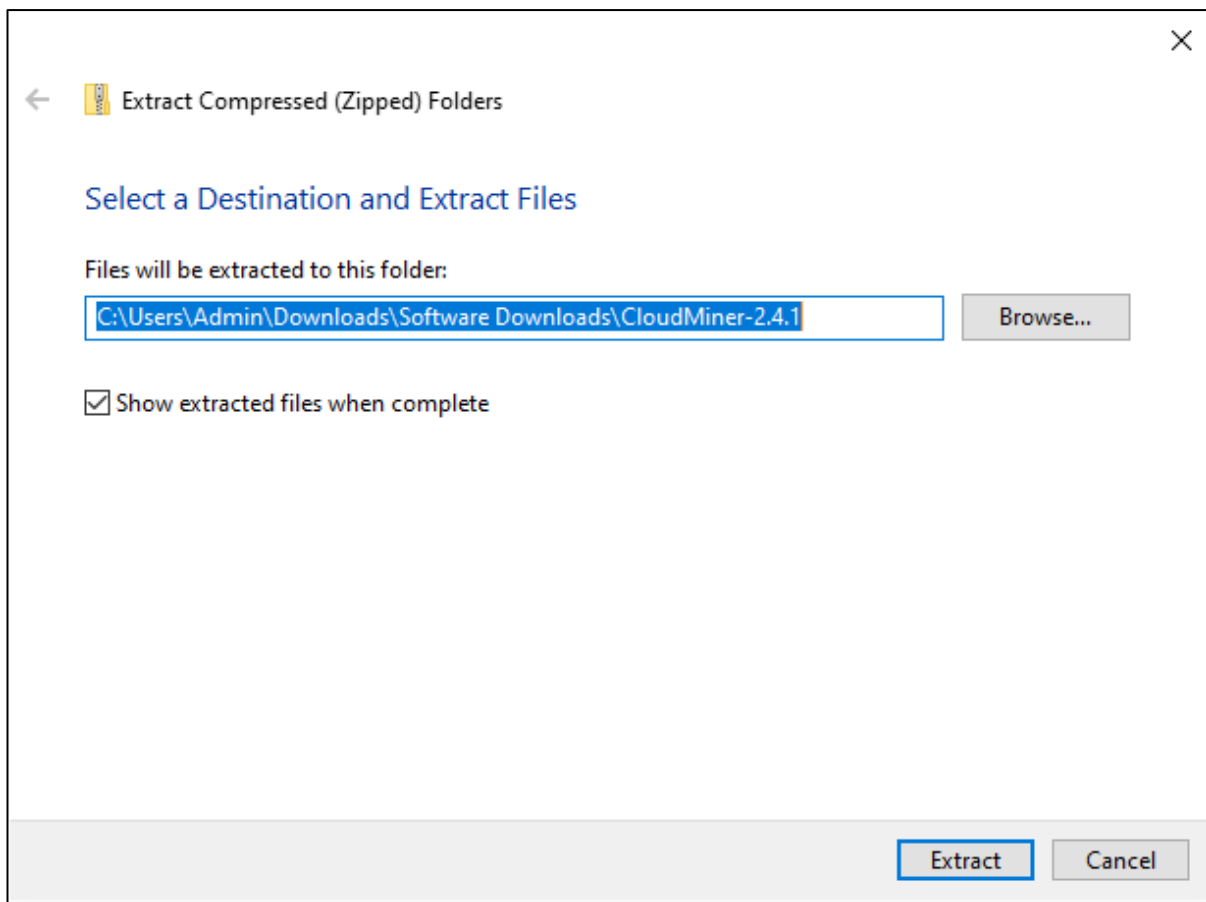 Extract Compressed (Zipped) Folders
Select a Destination and Extract Files
Files will be extracted to this folder:
C:\Users\Admin\Downloads\Software Downloads\CloudMiner-2.4.1
Browse...
Show extracted files when complete
Extract
Cancel